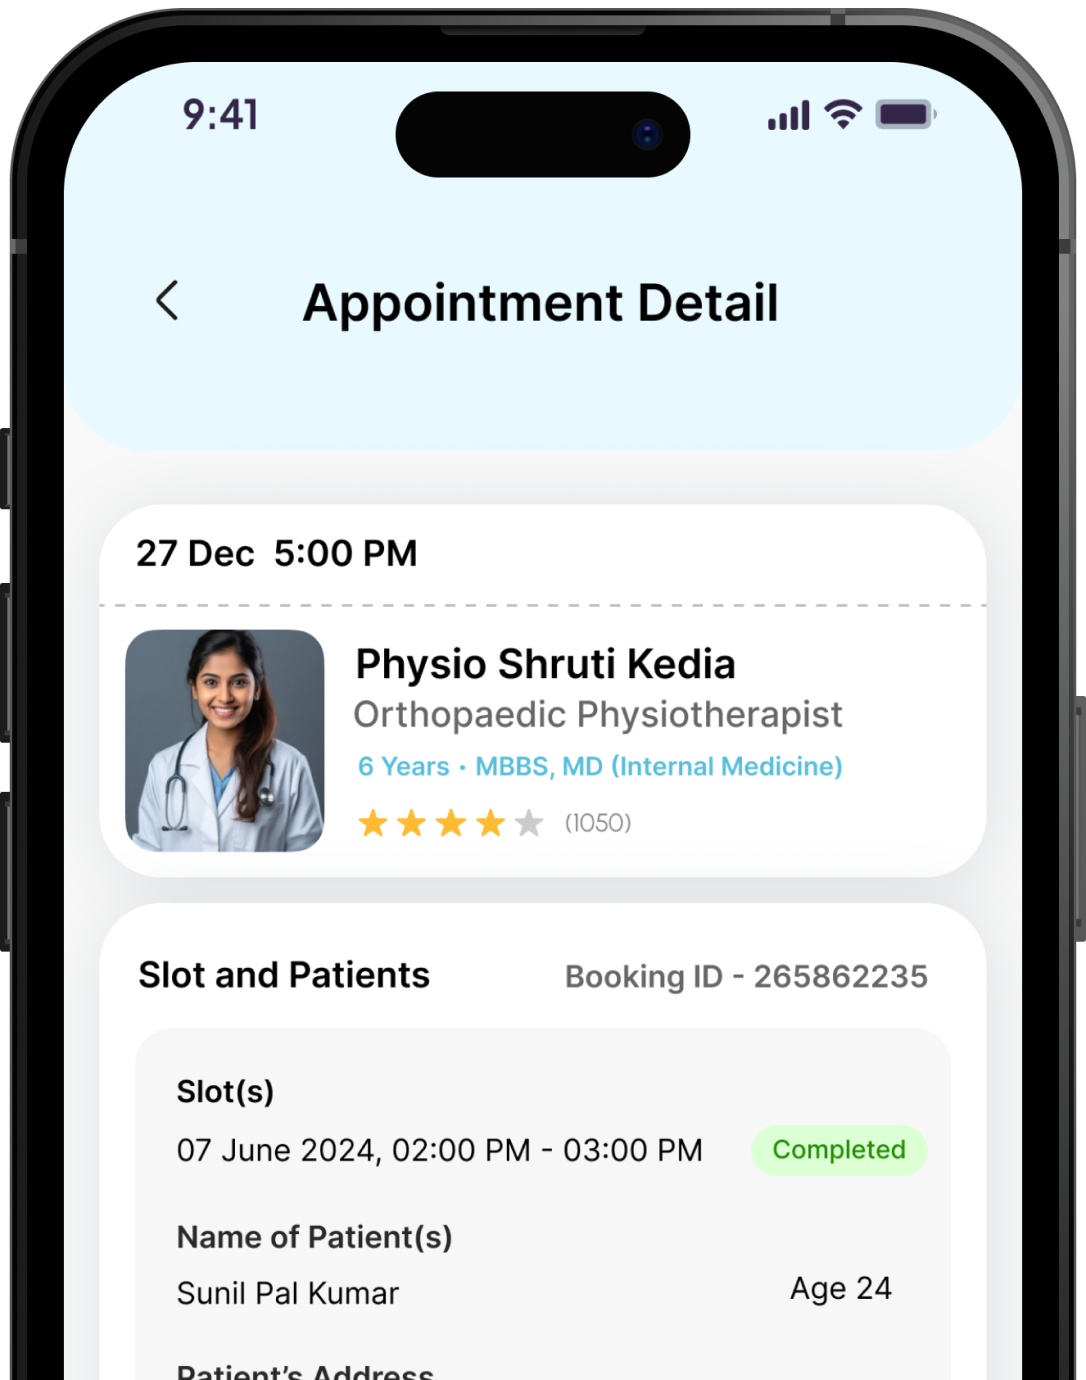 9:41
Appointment Detail
27 Dec 5:00 PM
Physio Shruti Kedia
Orthopaedic Physiotherapist
6 Years • MBBS, MD (Internal Medicine)
(1050)
Slot and Patients
Booking ID - 265862235
Slot(s)
07 June 2024, 02:00 PM - 03:00 PM
Completed
Name of Patient(s)
Sunil Pal Kumar
Age 24
Patient's Address